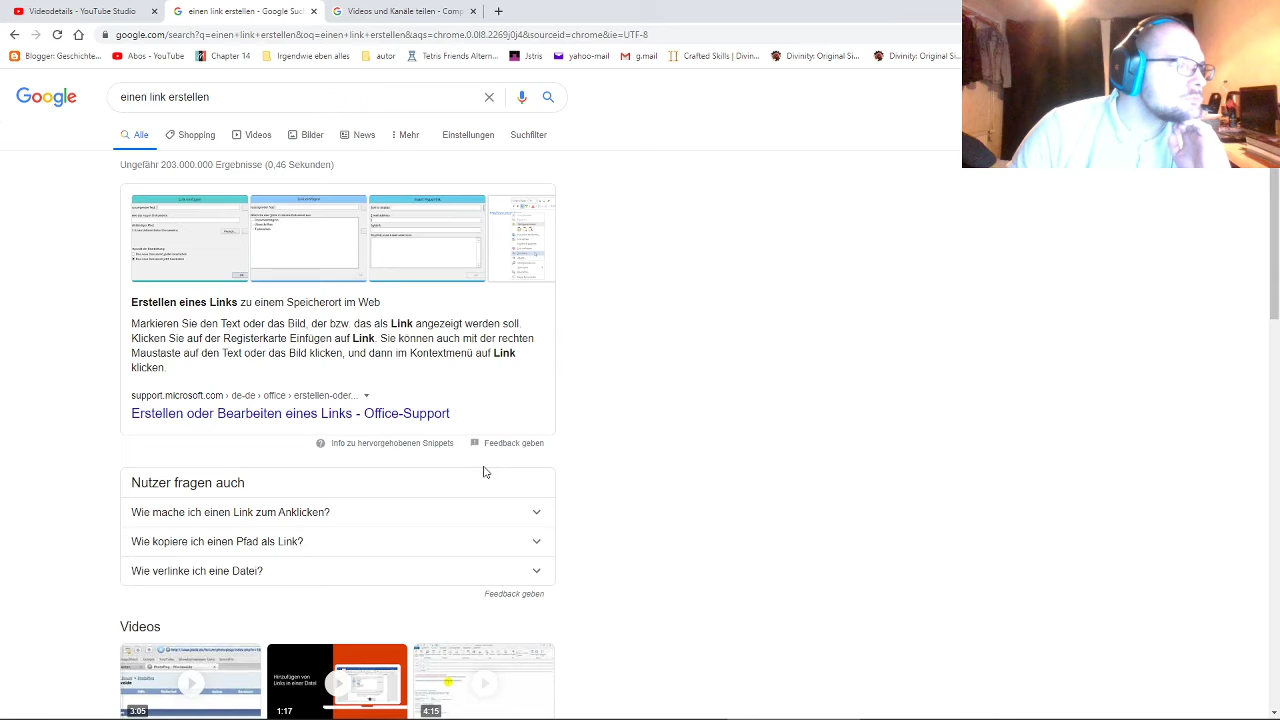 Videodetails - YouTube Studio
einen link erstellen - Google Suc
Videos und Kanäle teilen - Comp
google.com/search?q=einen+link+erstellen&oq=einen+link+erstellen&aqs=chrome..69i57j0l2j69j0j4&sourceid=chrome&ie=UTF-8
Blogger: Geschichte...
Abos - YouTube
Chapter 14
Irgendwie eben alles
autor
Tetris Friends Altern...
Jstris
yahoo-mail
g.mail
Crafted Skills | Divin...
Divinity: Original Si...
Divinity: Original Si...
Google
einen link erstellen
Alle
Shopping
Videos
Bilder
News
Mehr
Einstellungen
Suchfilter
Ungefähr 203.000.000 Ergebnisse (0,46 Sekunden)
Erstellen eines Links zu einem Speicherort im Web
Markieren Sie den Text oder das Bild, der bzw. das als Link angezeigt werden soll.
Klicken Sie auf der Registerkarte Einfügen auf Link. Sie können auch mit der rechten
Maustaste auf den Text oder das Bild klicken, und dann im Kontextmenü auf Link
klicken.
support.microsoft.com › de-de › office › erstellen-oder...
Erstellen oder Bearbeiten eines Links - Office-Support
Info zu hervorgehobenen Snippets
Feedback geben
Nutzer fragen auch
Wie mache ich einen Link zum Anklicken?
Wie kopiere ich einen Pfad als Link?
Wie verlinke ich eine Datei?
Feedback geben
Videos
Hinzufügen von
Links in einer Datei
3:05
1:17
4:15